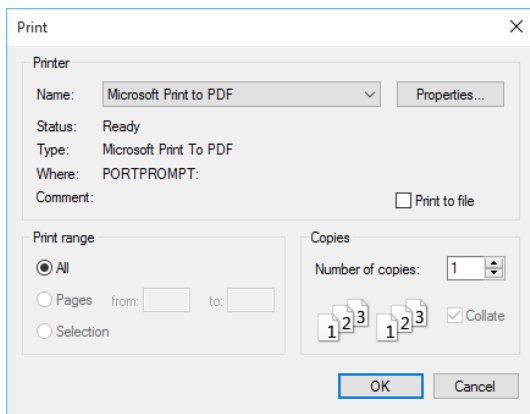 Print
Printer
Name: Microsoft Print to PDF Properties...
Status: Ready
Type: Microsoft Print To PDF
Where: PORTPROMPT:
Comment: Print to file
Print range
All
Pages from: to:
Selection
Copies
Number of copies: 1
1 2 3 1 2 3 Collate
OK Cancel